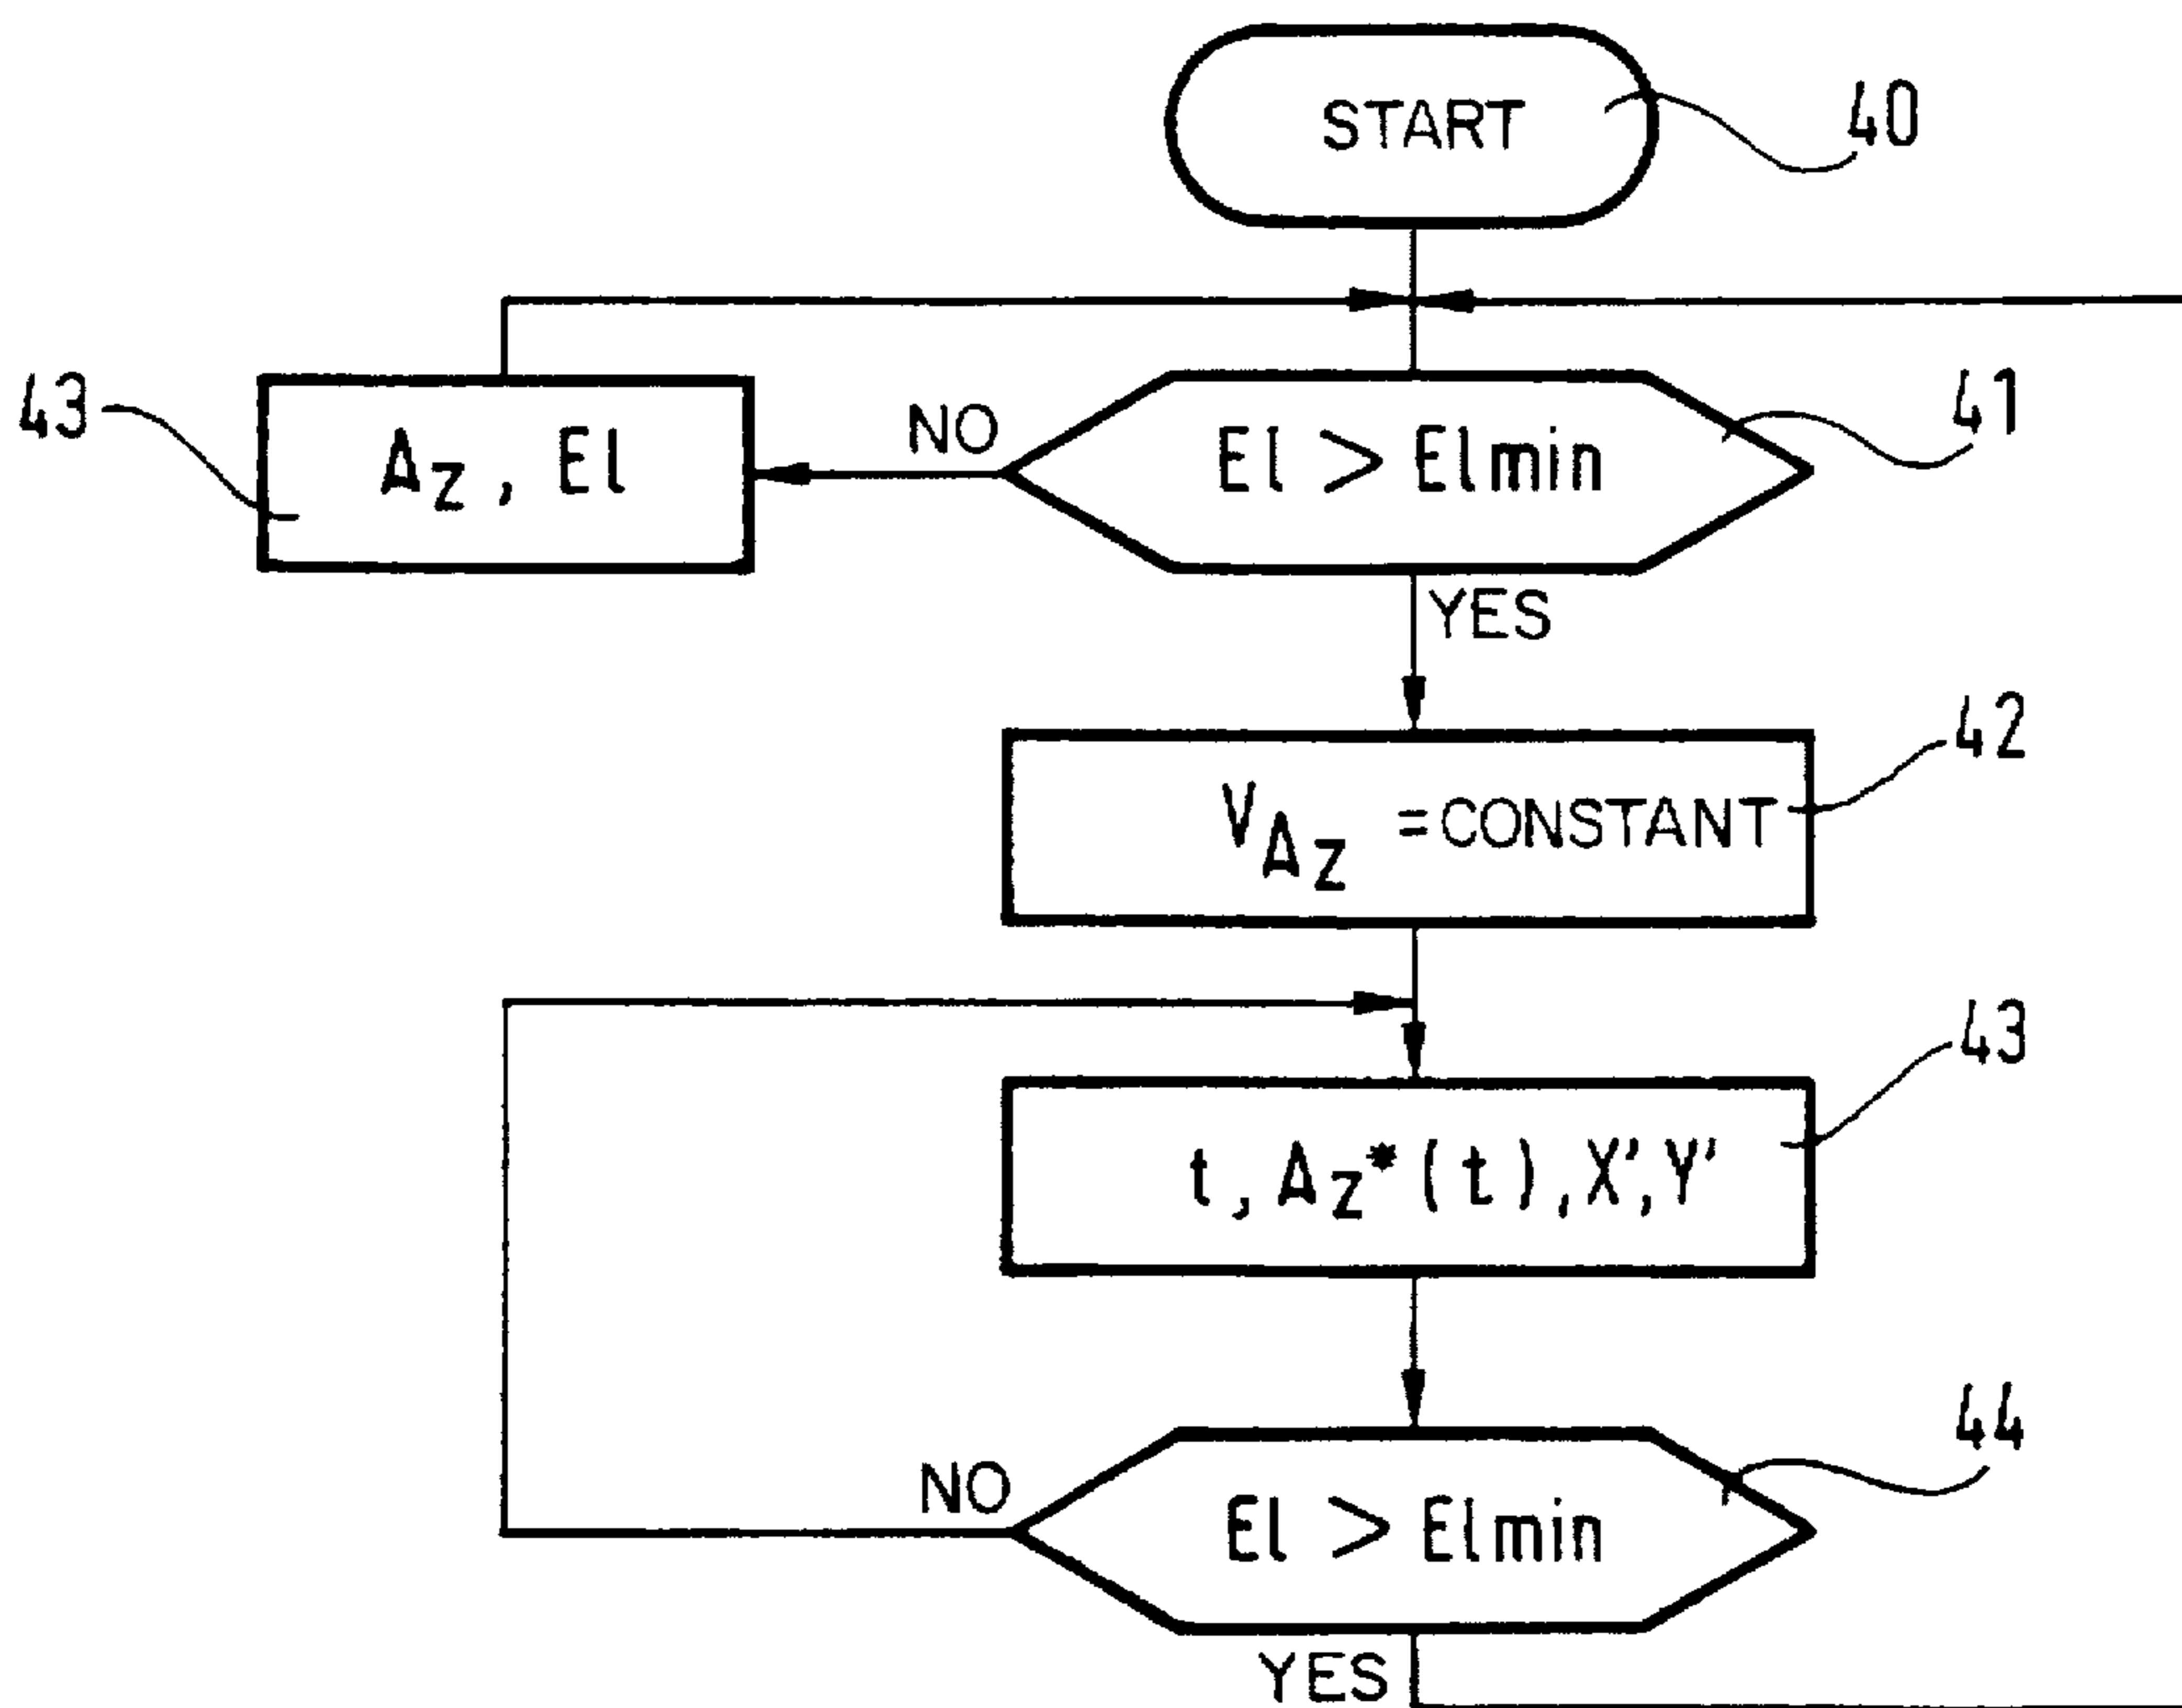 START
40
43
Az, El
NO
El > Elmin
41
YES
VAz =CONSTANT
42
43
t, Az*(t), X', Y'
44
NO
El > Elmin
YES